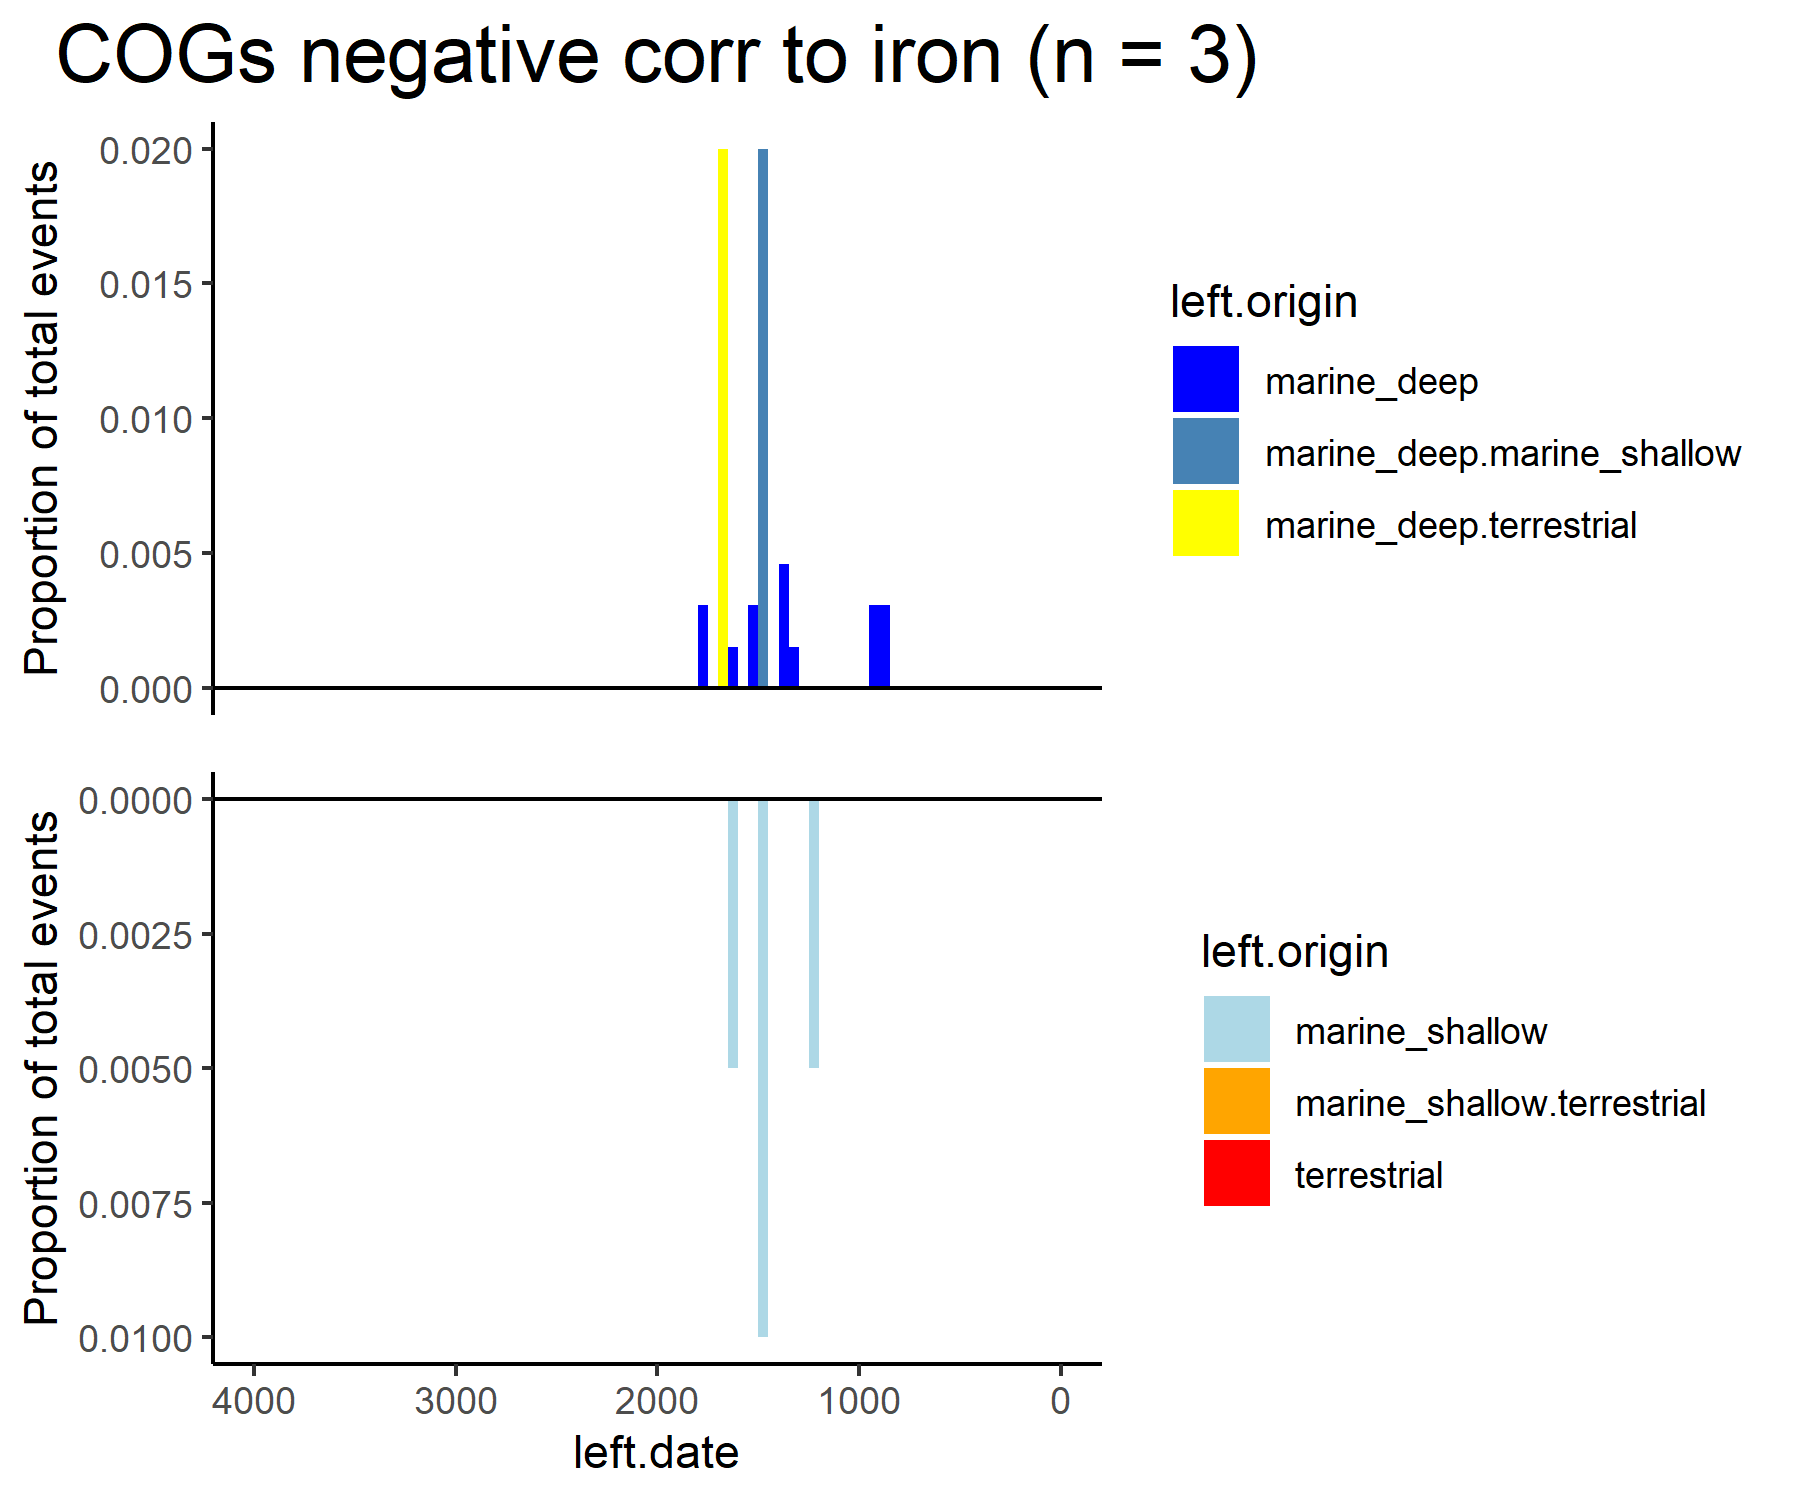 COGs negative corr to iron (n = 3)
Proportion of total events
0.020
0.015
0.010
0.005
0.000
left.origin
marine_deep
marine_deep.marine_shallow
marine_deep.terrestrial
Proportion of total events
0.0000
0.0025
0.0050
0.0075
0.0100
left.origin
marine_shallow
marine_shallow.terrestrial
terrestrial
4000 3000 2000 1000 0
left.date